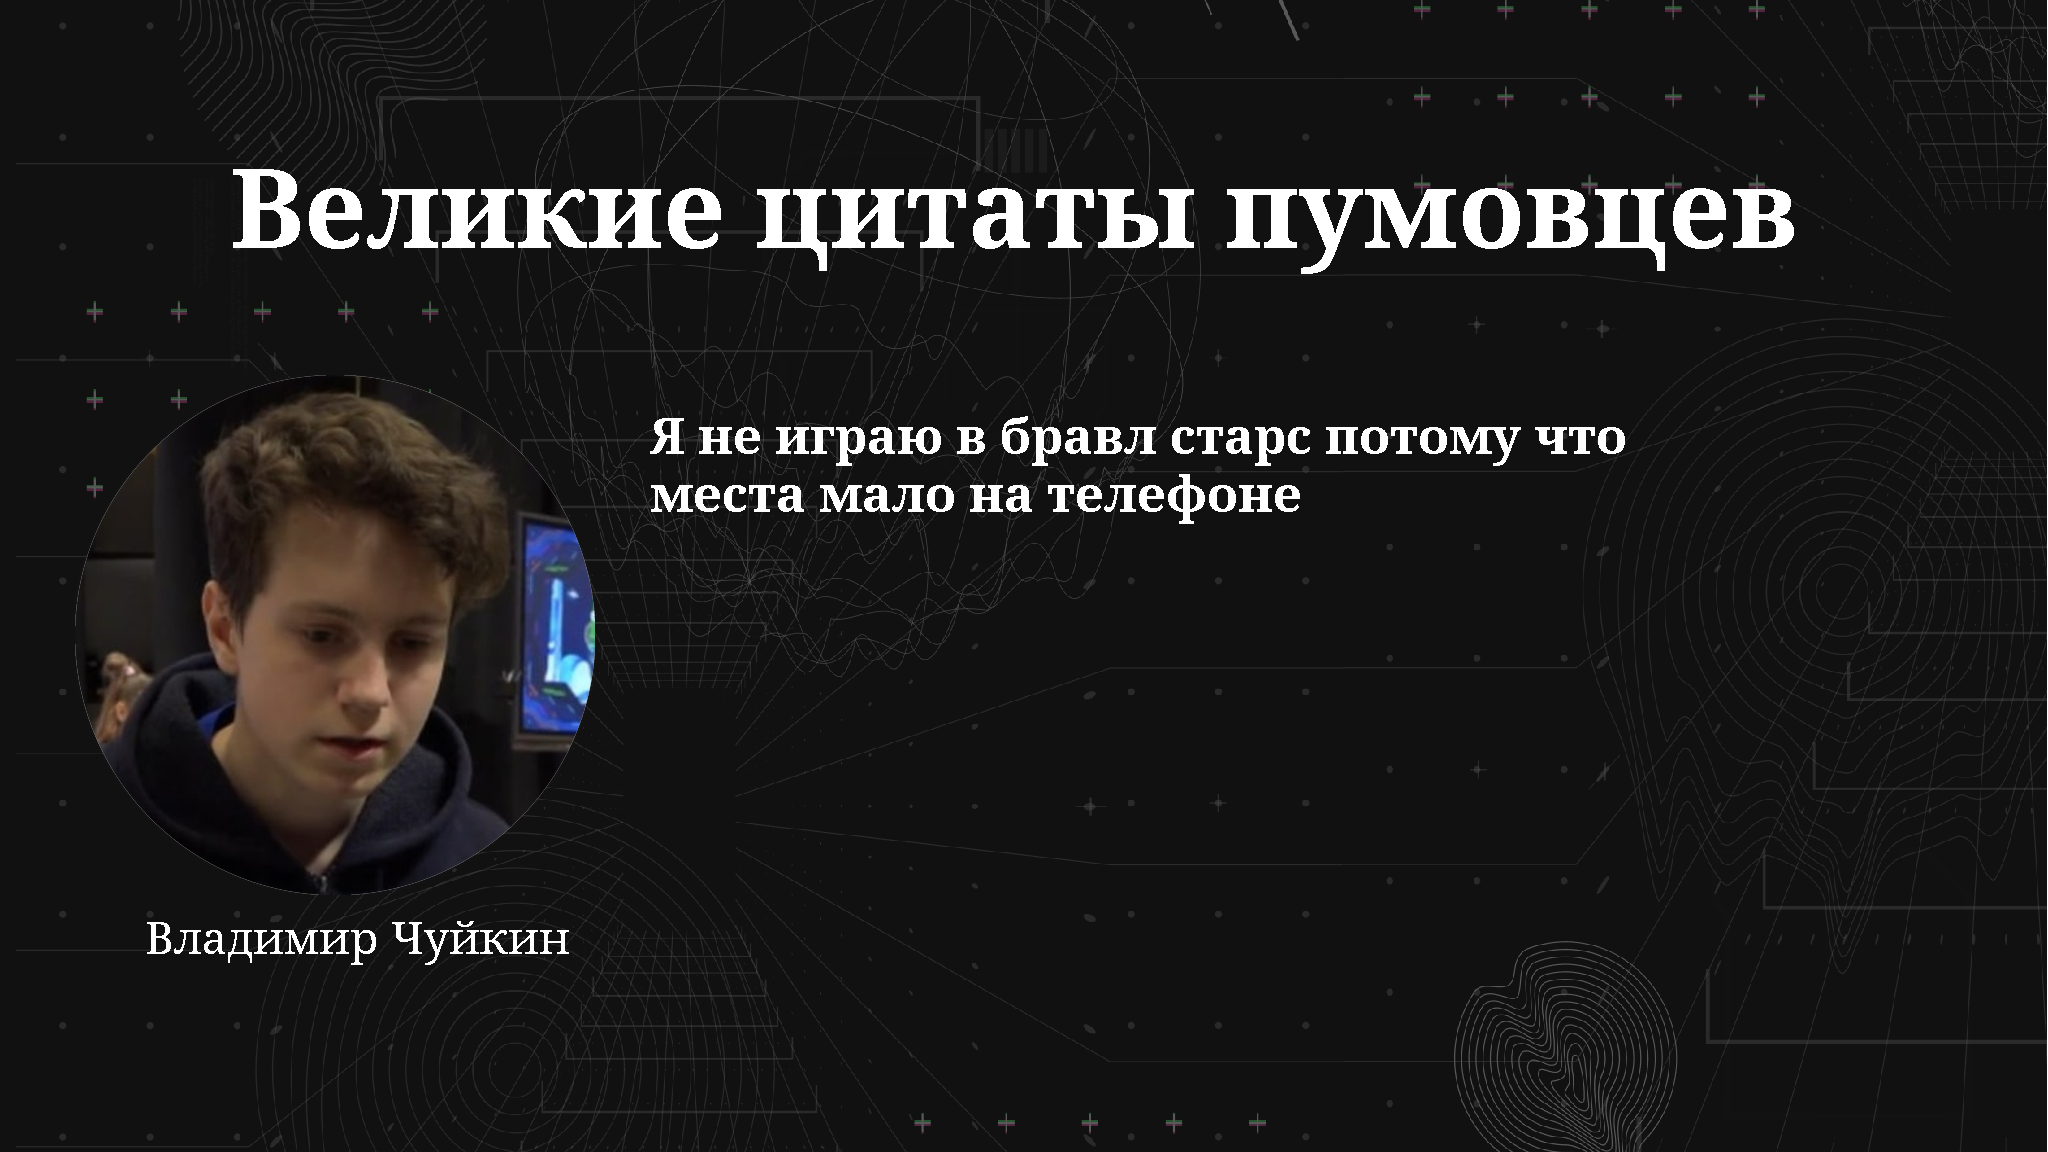 Великие цитаты пумовцев
Я не играю в бравл старс потому что
места мало на телефоне
Владимир Чуйкин